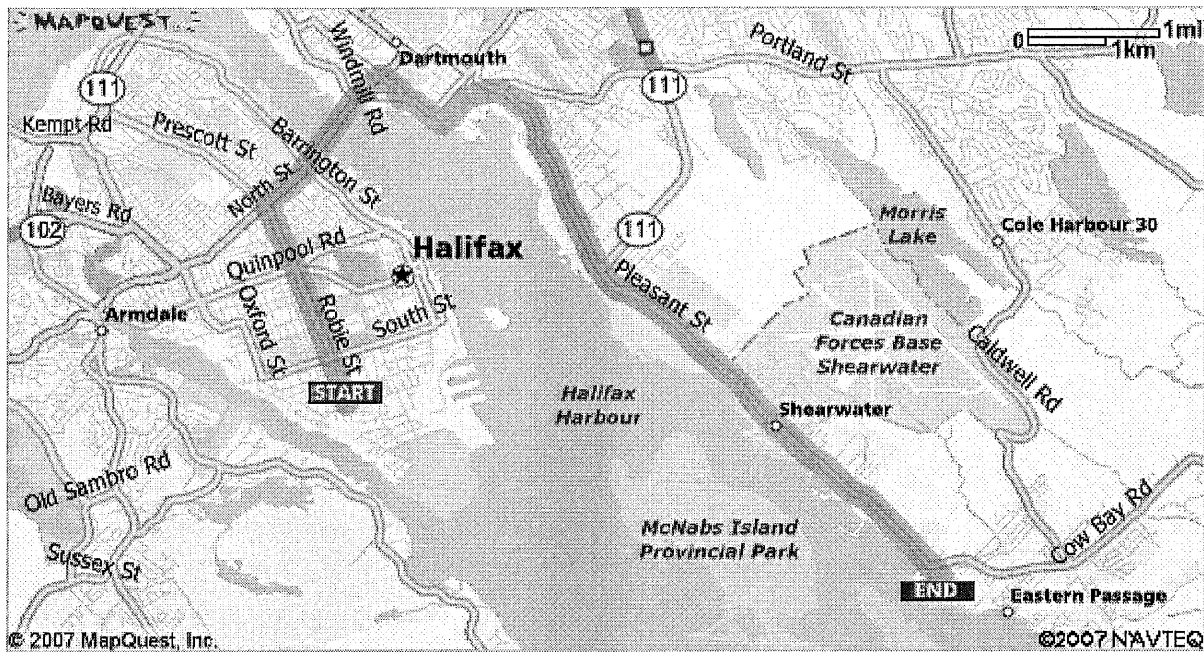 MAPQUEST
0 1mi
1km
Windmill Rd
Dartmouth
Portland St
111
111
Kempt Rd
Prescott St
Barrington St
North St
Bayers Rd
102
Quinpool Rd
Halifax
111
Morris
Lake
Cole Harbour 30
Armdale
Oxford St
Robie St
South St
Pleasant St
Canadian
Forces Base
Shearwater
Caldwell Rd
START
Halifax
Harbour
Shearwater
Old Sambro Rd
Sussex St
McNabs Island
Provincial Park
Cow Bay Rd
END
Eastern Passage
© 2007 MapQuest, Inc.
©2007 NAVTEQ